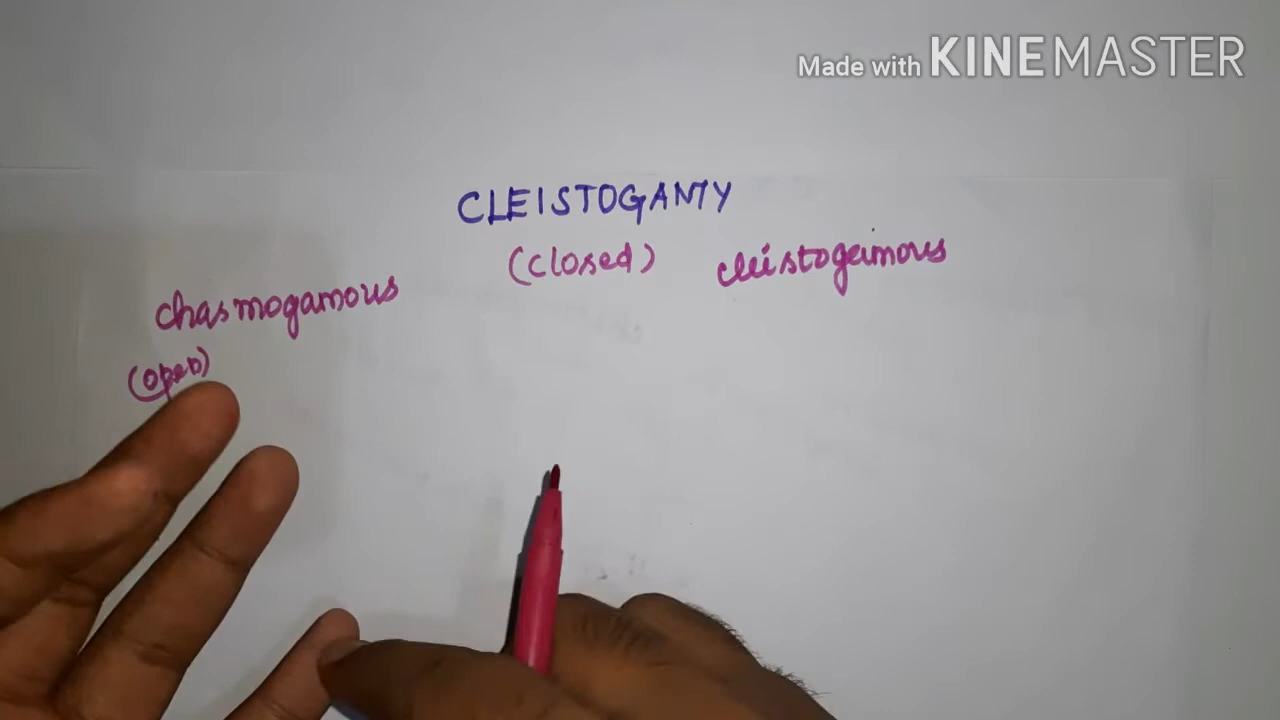 Made with KINEMASTER
CLEISTOGAMY
(closed) cleistogamous
chasmogamous
(open)